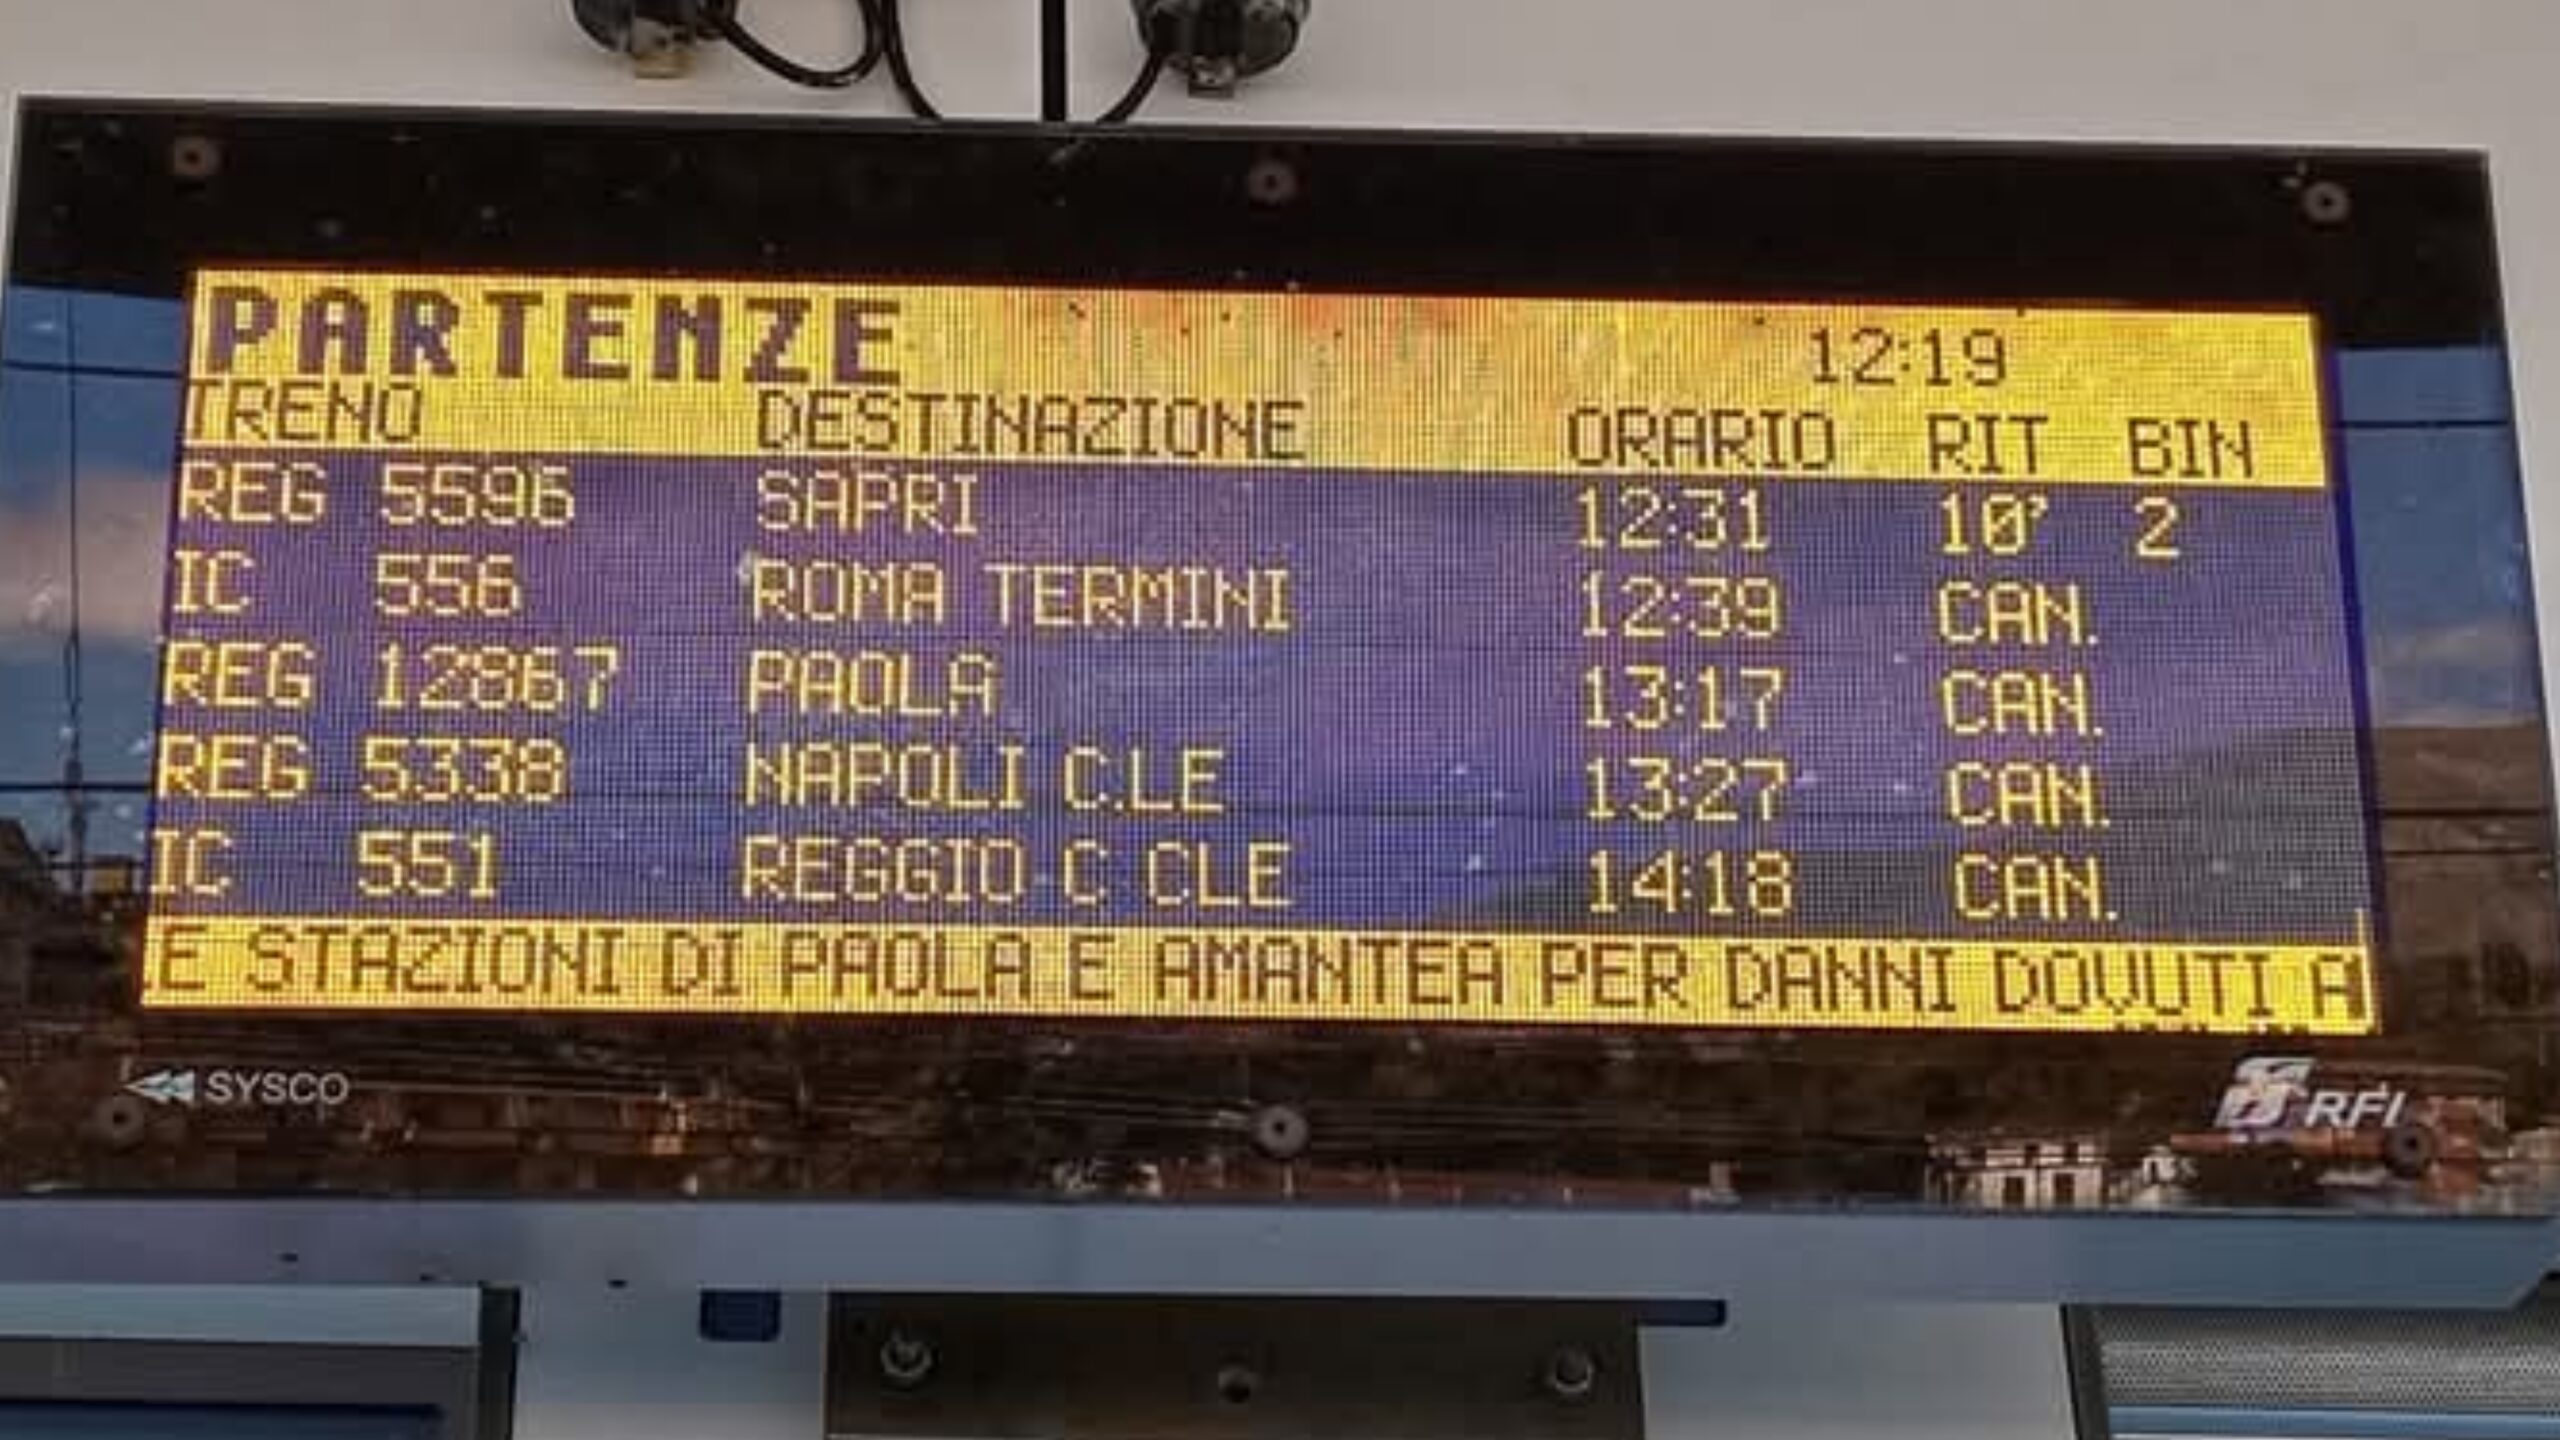 PARTENZE 12:19
TRENO DESTINAZIONE ORARIO RIT BIN
REG 5596 SAPRI 12:31 10' 2
IC 556 ROMA TERMINI 12:39 CAN.
REG 12867 PAOLA 13:17 CAN.
REG 5338 NAPOLI C.LE 13:27 CAN.
IC 551 REGGIO C CLE 14:18 CAN.
E STAZIONI DI PAOLA E AMANTEA PER DANNI DOVUTI A
SYSCO RFI